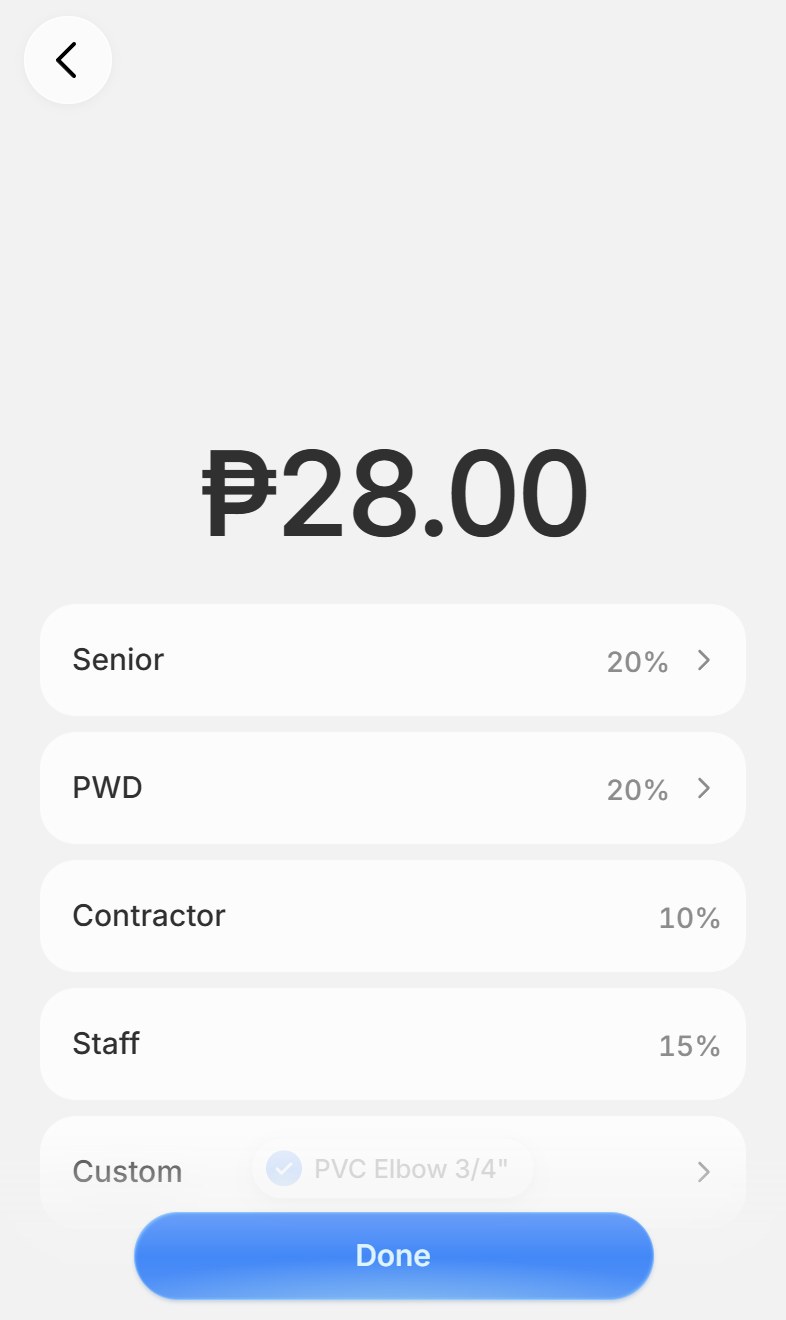 ₱28.00
Senior 20%
PWD 20%
Contractor 10%
Staff 15%
Custom
PVC Elbow 3/4"
Done